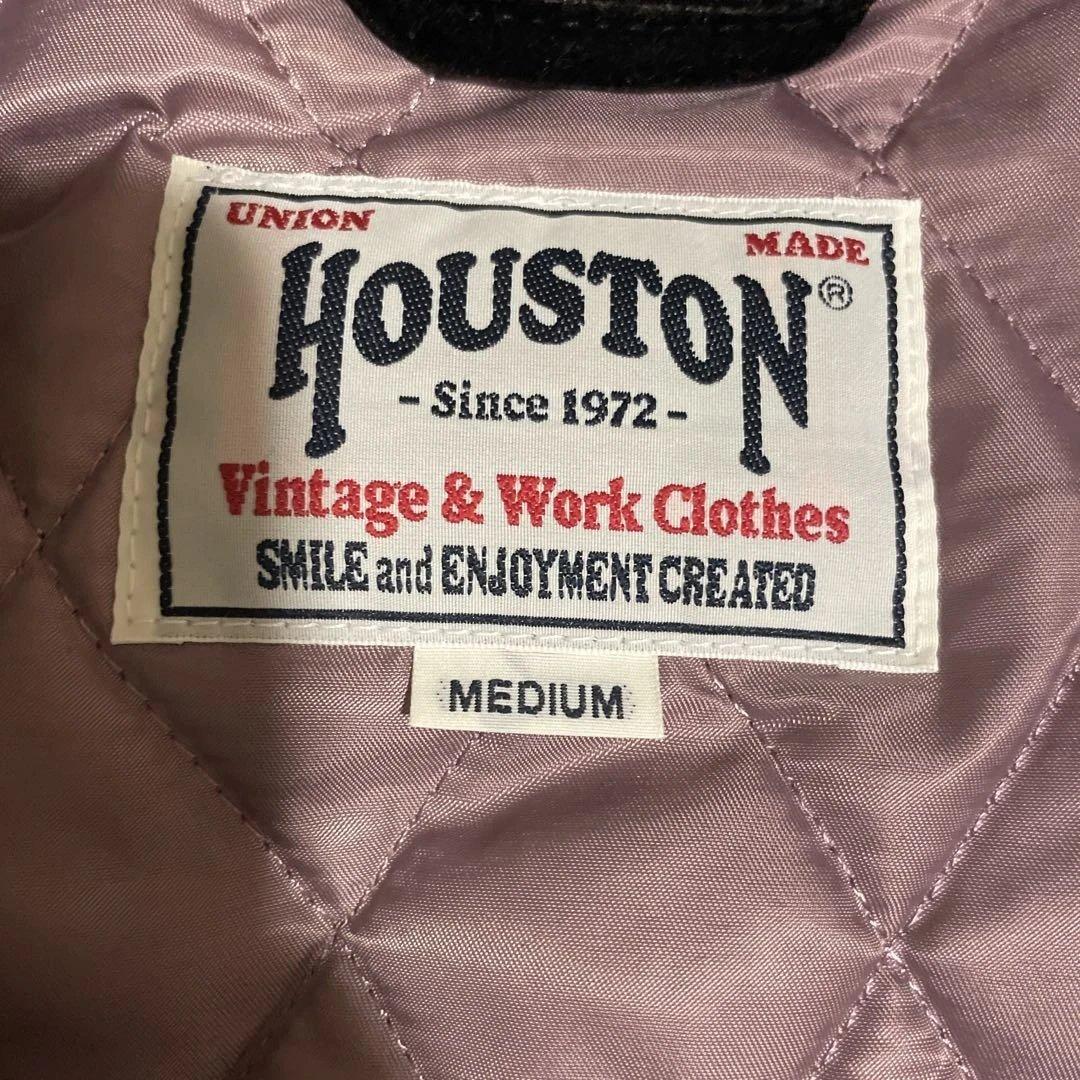 UNION MADE
HOUSTON®
- Since 1972 -
Vintage & Work Clothes
SMILE and ENJOYMENT CREATED
MEDIUM